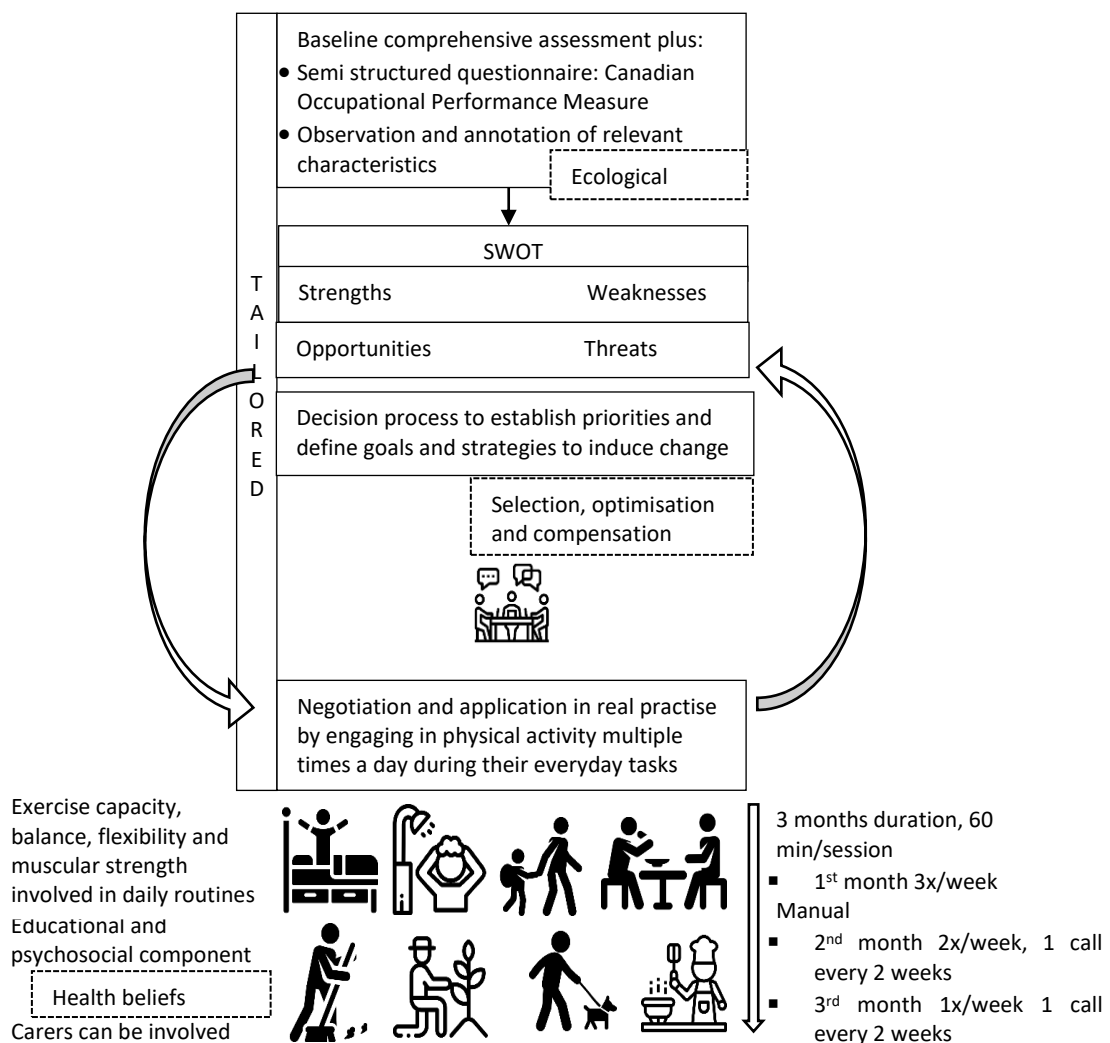 Baseline comprehensive assessment plus:
• Semi structured questionnaire: Canadian
Occupational Performance Measure
• Observation and annotation of relevant
characteristics
Ecological
SWOT
Strengths Weaknesses
Opportunities Threats
T
A
I
L
O
R
E
D
Decision process to establish priorities and
define goals and strategies to induce change
Selection, optimisation
and compensation
Negotiation and application in real practise
by engaging in physical activity multiple
times a day during their everyday tasks
Exercise capacity,
balance, flexibility and
muscular strength
involved in daily routines
Educational and
psychosocial component
Health beliefs
Carers can be involved
3 months duration, 60
min/session
▪ 1st month 3x/week
Manual
▪ 2nd month 2x/week, 1 call
every 2 weeks
▪ 3rd month 1x/week 1 call
every 2 weeks